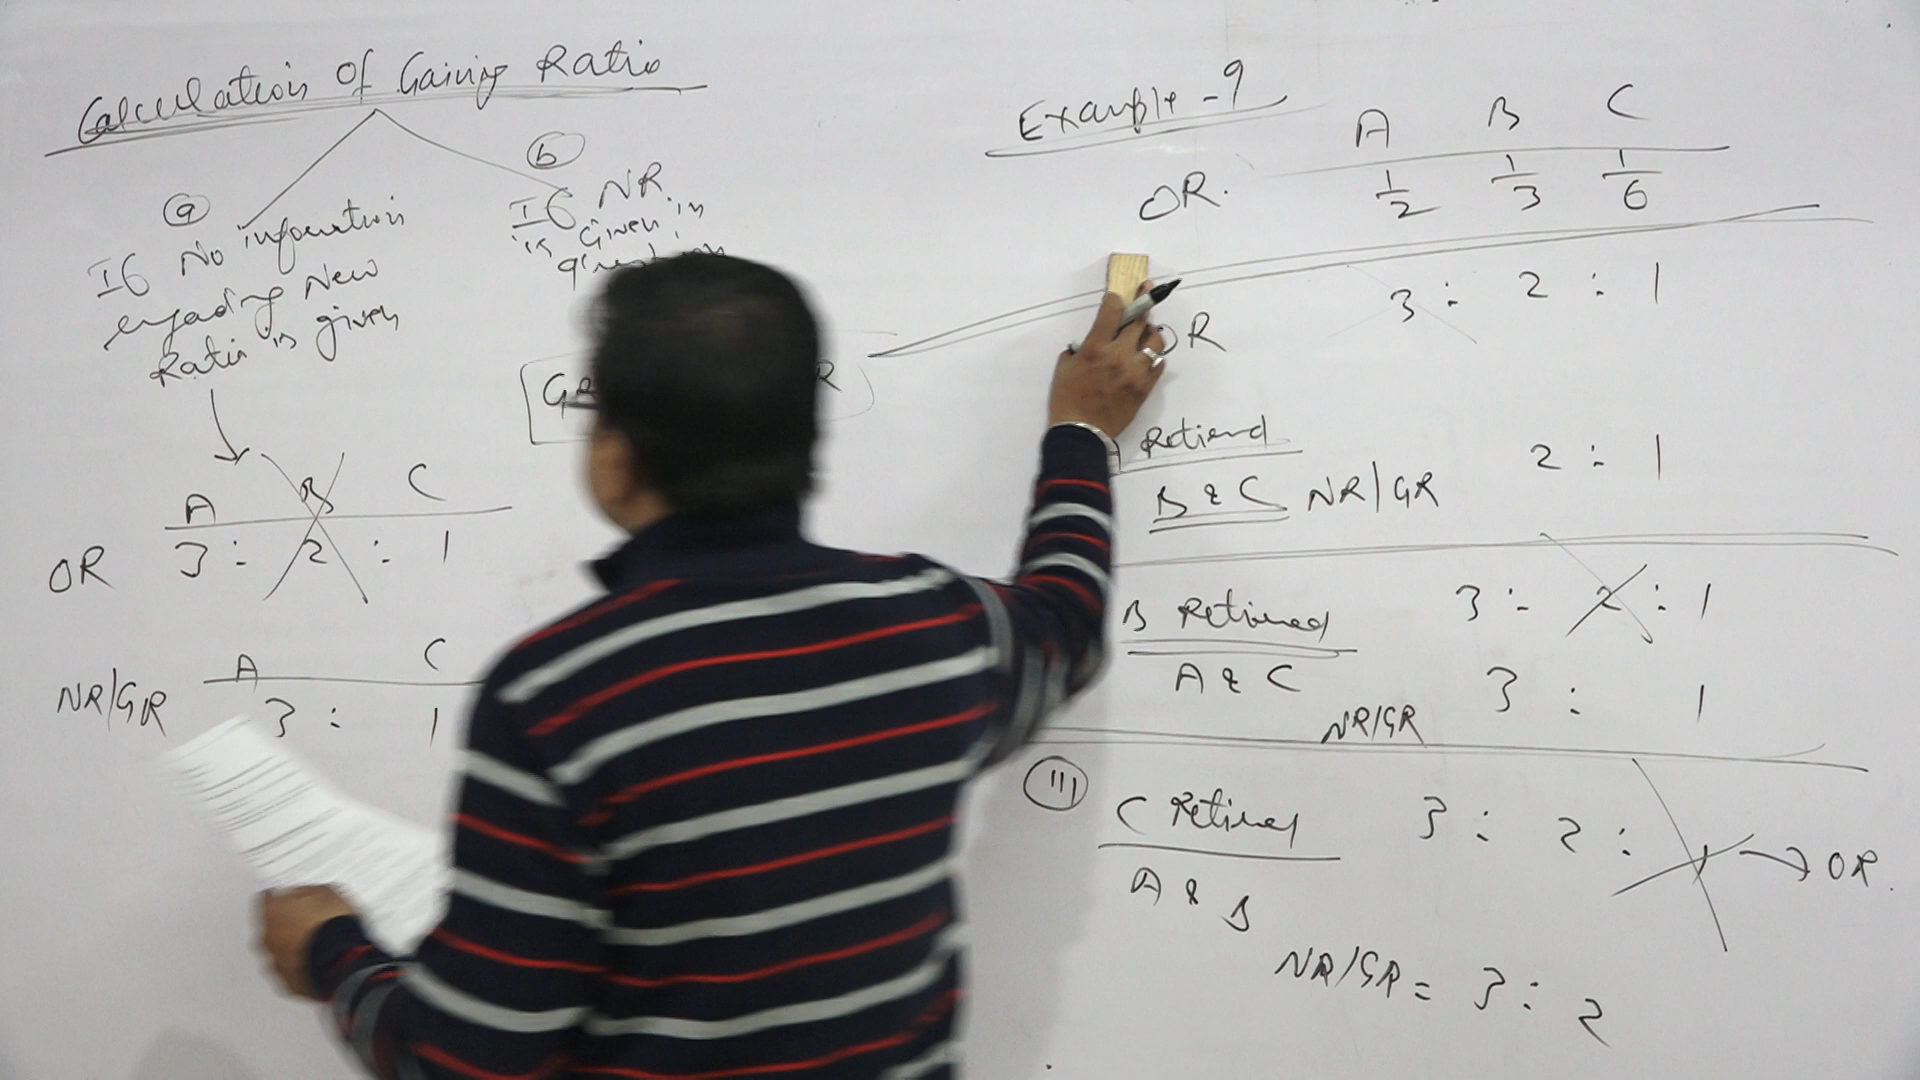 Calculation Of Gaining Ratio
(a)
If No information
regarding New
Ratio is given
A B C
OR 3 : 2 : 1
A C
NR/GR 3 : 1
(b)
If NR
is Given in
R
Example - 9
A B C
OR. 1/2 1/3 1/6
OR 3 : 2 : 1
Retired
B & C NR/GR 2 : 1
B Retired 3 : 2 : 1
A & C
NR/GR 3 : 1
(III)
C Retired 3 : 2 : 1 → OR.
A & B
NR/GR = 3 : 2